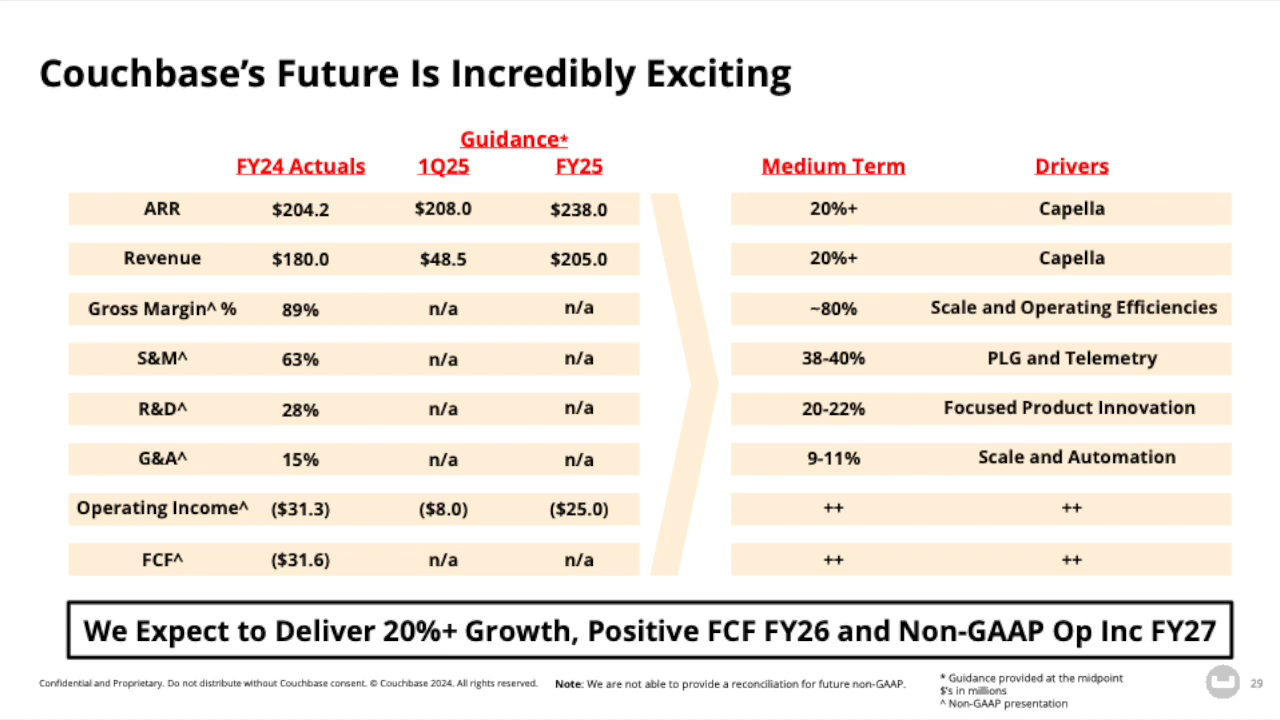 Couchbase’s Future Is Incredibly Exciting
Guidance*
FY24 Actuals 1Q25 FY25 Medium Term Drivers
ARR $204.2 $208.0 $238.0 20%+ Capella
Revenue $180.0 $48.5 $205.0 20%+ Capella
Gross Margin^ % 89% n/a n/a ~80% Scale and Operating Efficiencies
S&M^ 63% n/a n/a 38-40% PLG and Telemetry
R&D^ 28% n/a n/a 20-22% Focused Product Innovation
G&A^ 15% n/a n/a 9-11% Scale and Automation
Operating Income^ ($31.3) ($8.0) ($25.0) ++ ++
FCF^ ($31.6) n/a n/a ++ ++
We Expect to Deliver 20%+ Growth, Positive FCF FY26 and Non-GAAP Op Inc FY27
Confidential and Proprietary. Do not distribute without Couchbase consent. © Couchbase 2024. All rights reserved.
Note: We are not able to provide a reconciliation for future non-GAAP.
* Guidance provided at the midpoint
$'s in millions
^ Non-GAAP presentation
29